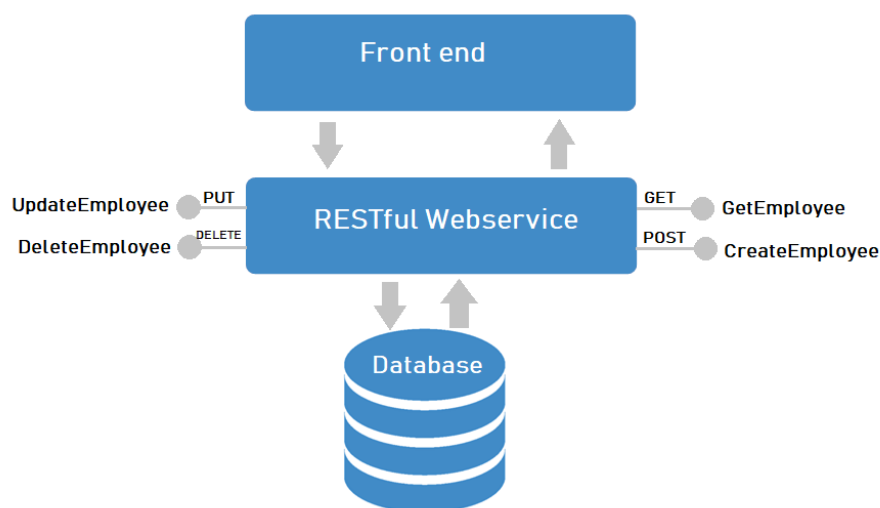 Front end
UpdateEmployee PUT RESTful Webservice GET GetEmployee
DeleteEmployee DELETE POST CreateEmployee
Database